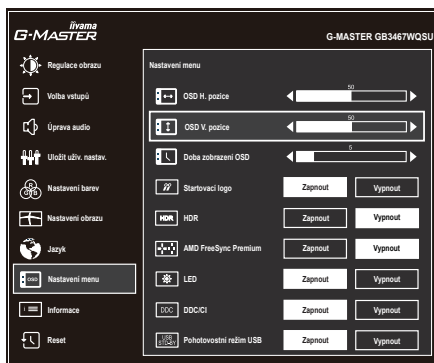 iiyama
G-MASTER
G-MASTER GB3467WQSU
Regulace obrazu
Volba vstupů
Úprava audio
Uložit uživ. nastav.
Nastavení barev
R
G B
Nastavení obrazu
Jazyk
OSD
Nastavení menu
Informace
Reset
Nastavení menu
OSD H. pozice
50
OSD V. pozice
50
Doba zobrazení OSD
5
Startovací logo Zapnout Vypnout
HDR HDR Zapnout Vypnout
AMD FreeSync Premium Zapnout Vypnout
LED Zapnout Vypnout
DDC DDC/CI Zapnout Vypnout
USB
STD-BY
Pohotovostní režim USB Zapnout Vypnout